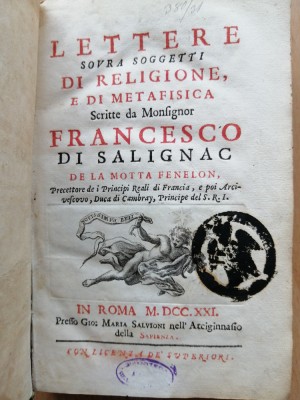 LETTERE
SOVRA SOGGETTI
DI RELIGIONE,
E DI METAFISICA
Scritte da Monsignor
FRANCESCO
DI SALIGNAC
DE LA MOTTA FENELON,
Precettore de i Principi Reali di Francia, e poi Arci-
vescovo, Duca di Cambray, Principe del S. R. I.
IN ROMA M.DCC.XXI.
Presso Gio: Maria Salvioni nell'Arciginnasio
della Sapienza.
CON LICENZA DE' SUPERIORI.